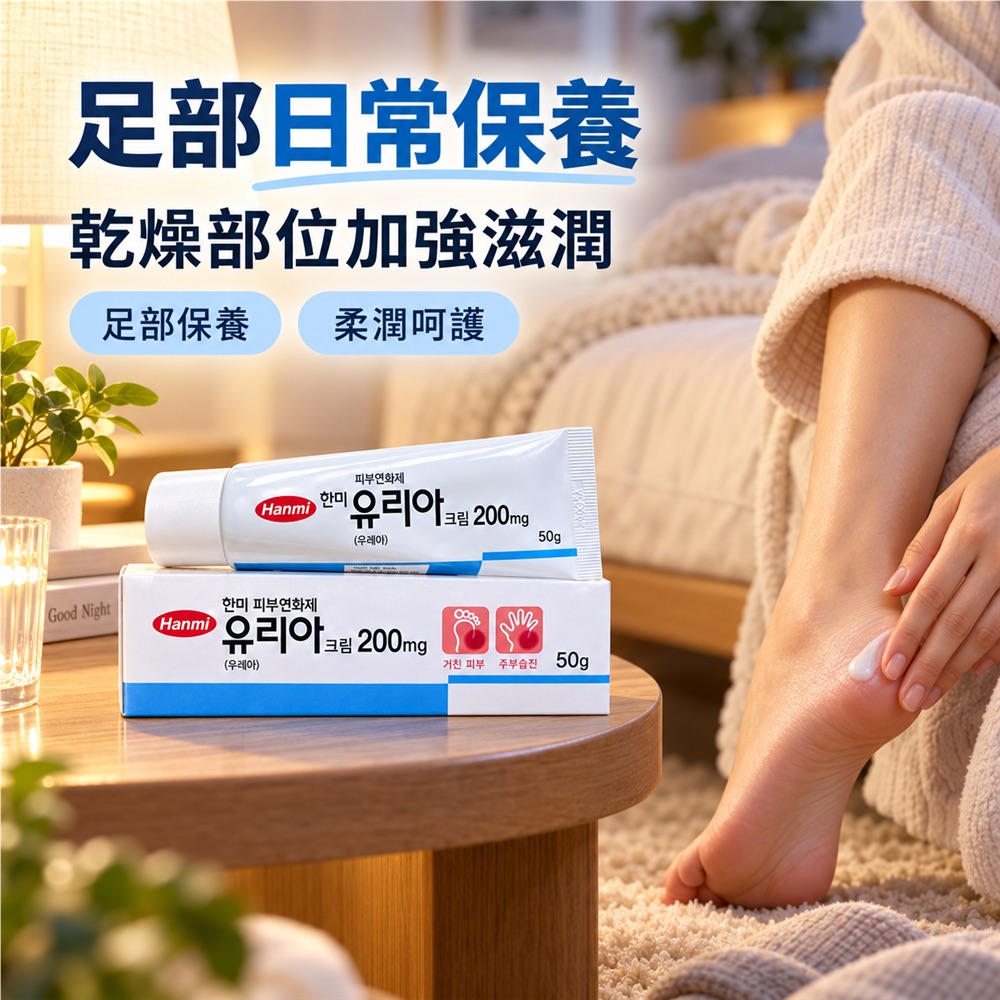 足部日常保養
乾燥部位加強滋潤
足部保養
柔潤呵護
피부연화제
Hanmi 한미 유리아 크림 200mg
(우레아)
50g
Good Night
한미 피부연화제
Hanmi 유리아 크림 200mg
(우레아)
거친 피부 주부습진
50g